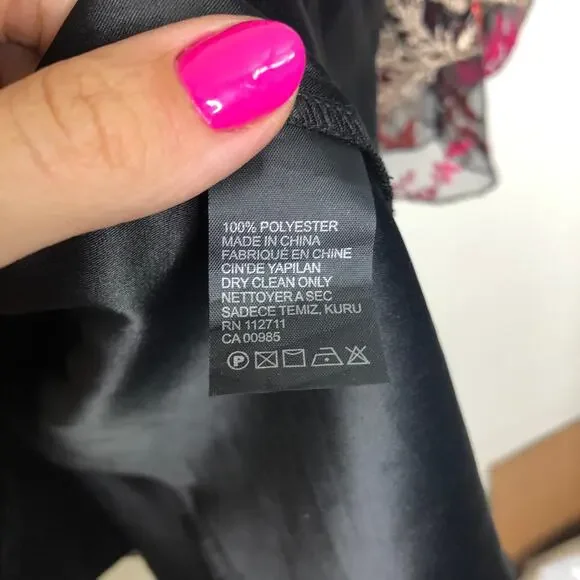 100% POLYESTER
MADE IN CHINA
FABRIQUÉ EN CHINE
CIN'DE YAPILAN
DRY CLEAN ONLY
NETTOYER A SEC
SADECE TEMIZ, KURU
RN 112711
CA 00985
P